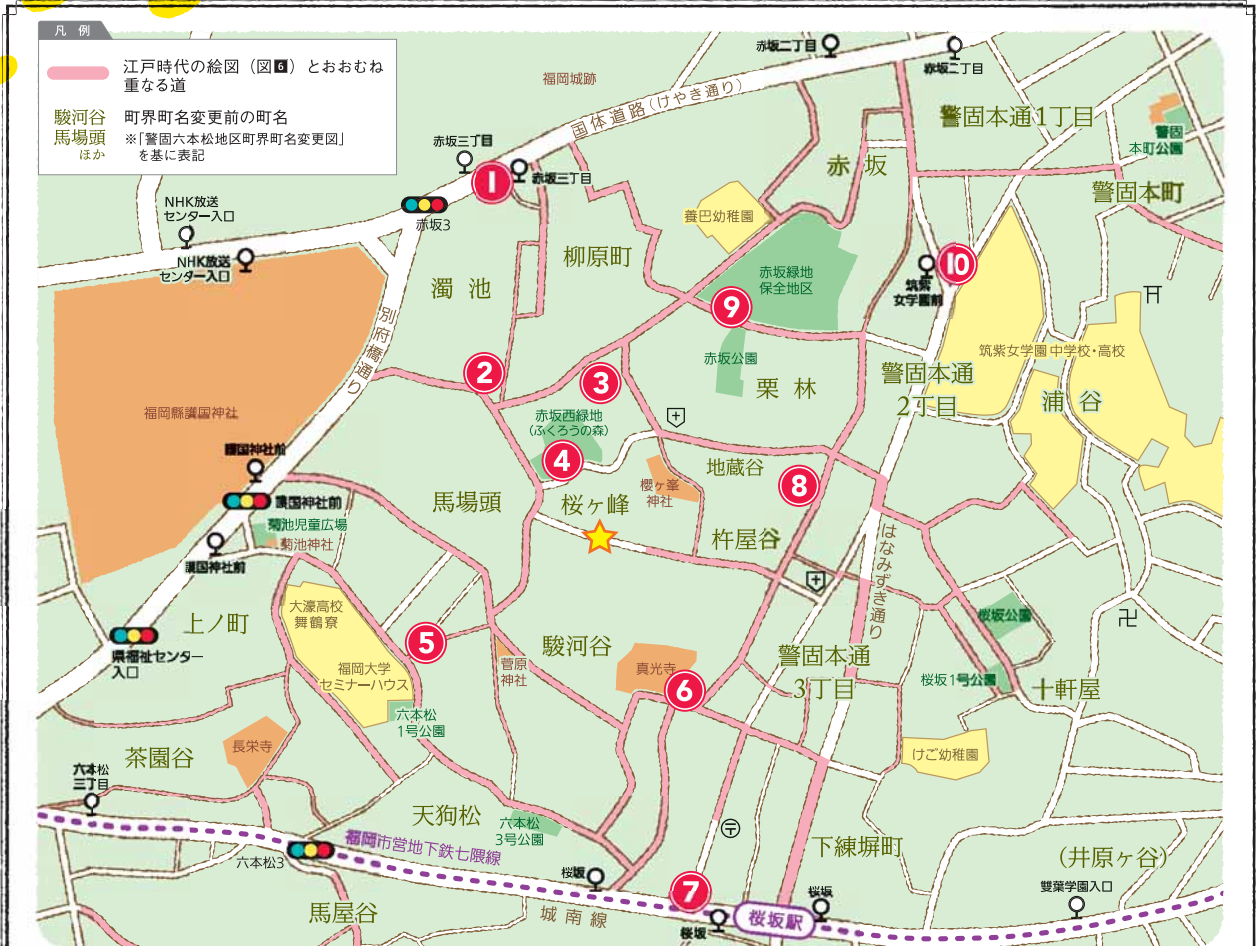 凡例
江戸時代の絵図（図6）とおおむね
重なる道
駿河谷
馬場頭
ほか
町界町名変更前の町名
※「警固六本松地区町界町名変更図」
を基に表記
福岡城跡
国体道路(けやき通り)
赤坂二丁目
赤坂二丁目
警固本通1丁目
警固
本町公園
警固本町
赤坂三丁目
1
赤坂三丁目
赤坂3
赤坂
養巴幼稚園
NHK放送
センター入口
NHK放送
センター入口
柳原町
濁池
赤坂緑地
保全地区
9
10
筑紫
女学園前
別府橋通り
筑紫女学園 中学校・高校
赤坂公園
栗林
警固本通
2丁目
浦谷
2
3
福岡縣護国神社
赤坂西緑地
(ふくろうの森)
4
護国神社前
護国神社前
護国神社前
菊池児童広場
菊池神社
馬場頭
桜ヶ峰
櫻ヶ峯
神社
地蔵谷
8
杵屋谷
はなみずき通り
上ノ町
大濠高校
舞鶴寮
福岡大学
セミナーハウス
5
県福祉センター
入口
菅原
神社
駿河谷
真光寺
6
警固本通
3丁目
桜坂公園
桜坂1号公園
十軒屋
六本松
1号公園
長栄寺
茶園谷
けご幼稚園
六本松
三丁目
天狗松
六本松
3号公園
福岡市営地下鉄七隈線
六本松3
桜坂
下練塀町
(井原ヶ谷)
雙葉学園入口
馬屋谷
城南線
7
桜坂
桜坂駅
桜坂